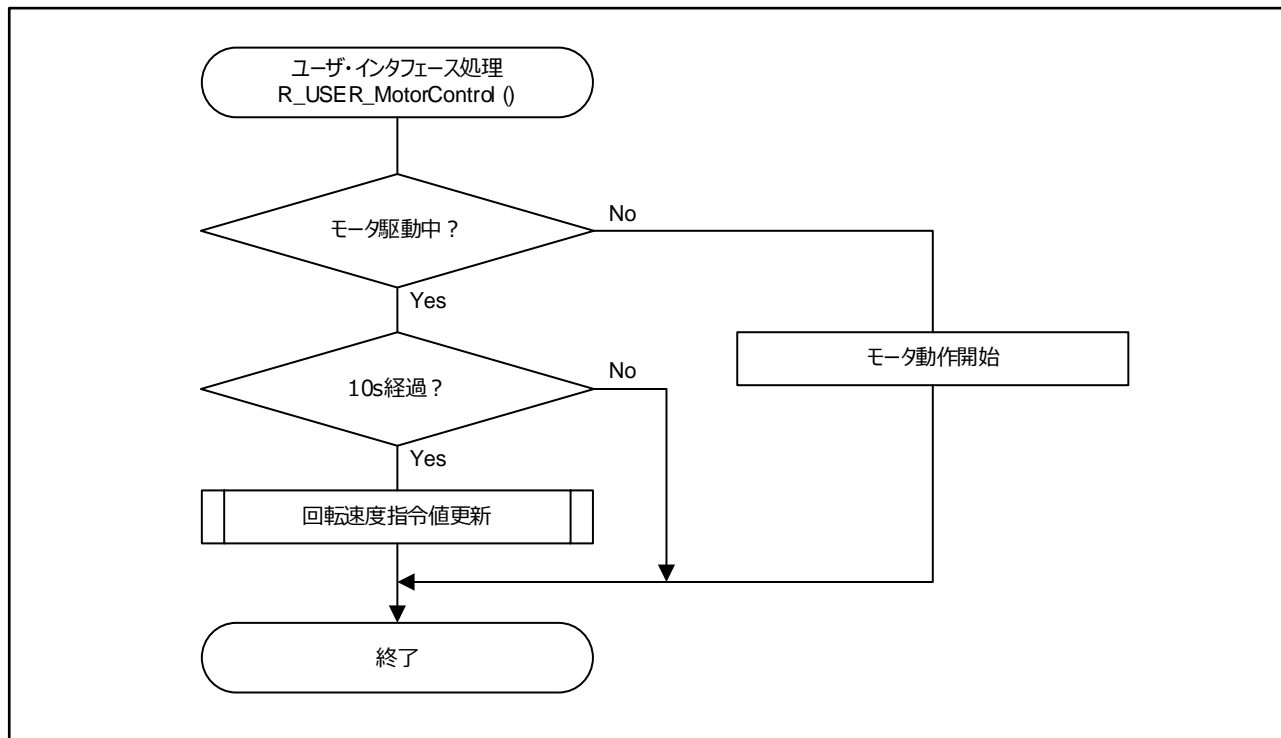 ユーザ・インタフェース処理
R_USER_MotorControl ()
モータ駆動中？
No
Yes
モータ動作開始
10s経過？
No
Yes
回転速度指令値更新
終了